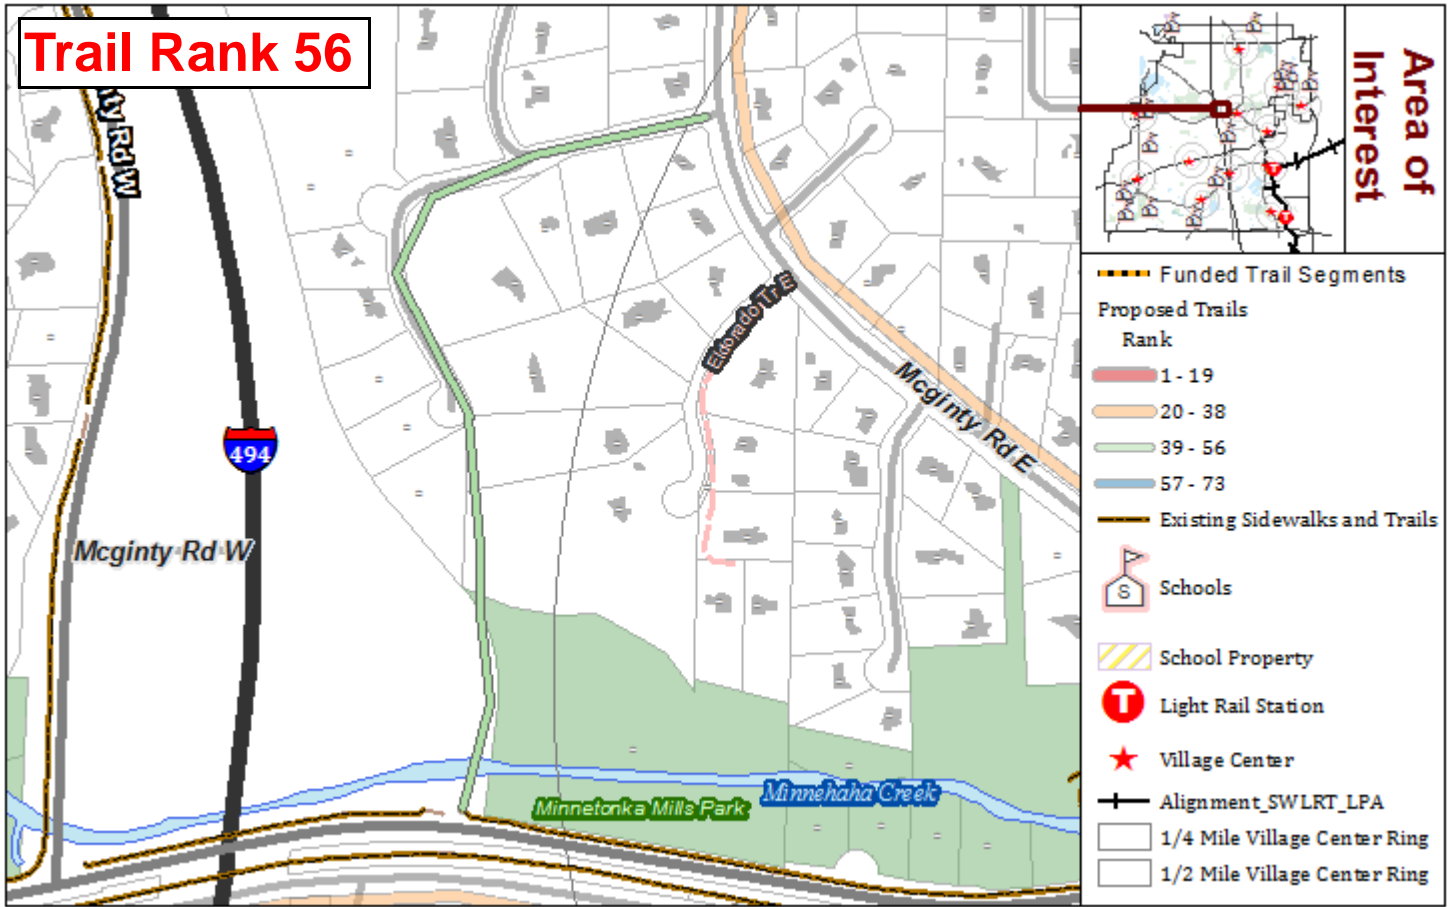 Trail Rank 56
ty Rd W
494
Mcginty Rd W
Eldorado Tr E
Mcginty Rd E
Minnetonka Mills Park
Minnehaha Creek
Area of
Interest
T
T
Funded Trail Segments
Proposed Trails
Rank
1 - 19
20 - 38
39 - 56
57 - 73
Existing Sidewalks and Trails
S
Schools
School Property
T
Light Rail Station
Village Center
Alignment_SWLRT_LPA
1/4 Mile Village Center Ring
1/2 Mile Village Center Ring